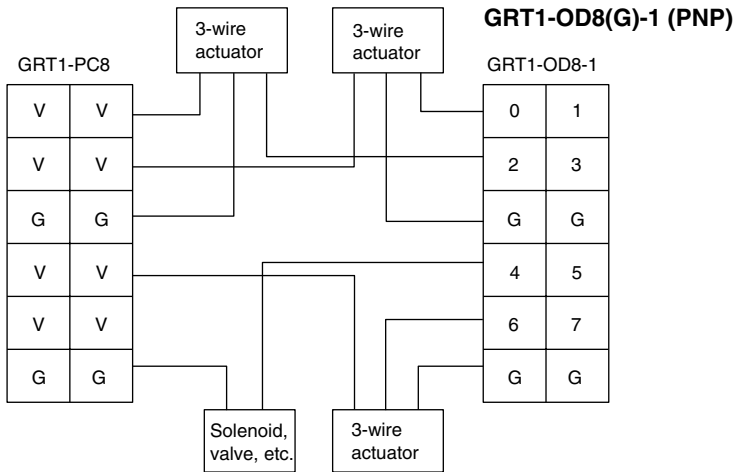 GRT1-OD8(G)-1 (PNP)
3-wire
actuator
3-wire
actuator
GRT1-PC8
GRT1-OD8-1
V V
0 1
V V
2 3
G G
G G
V V
4 5
V V
6 7
G G
G G
Solenoid,
valve, etc.
3-wire
actuator